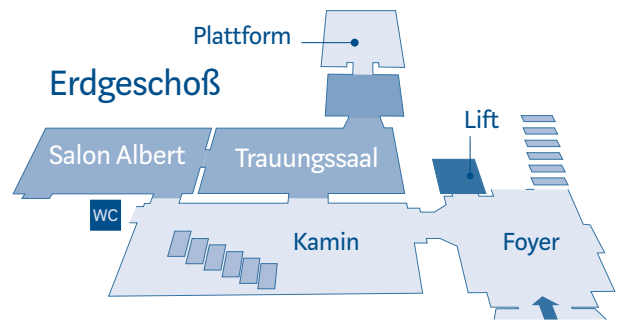 Plattform
Erdgeschoß
Lift
Salon Albert
Trauungssaal
WC
Kamin
Foyer